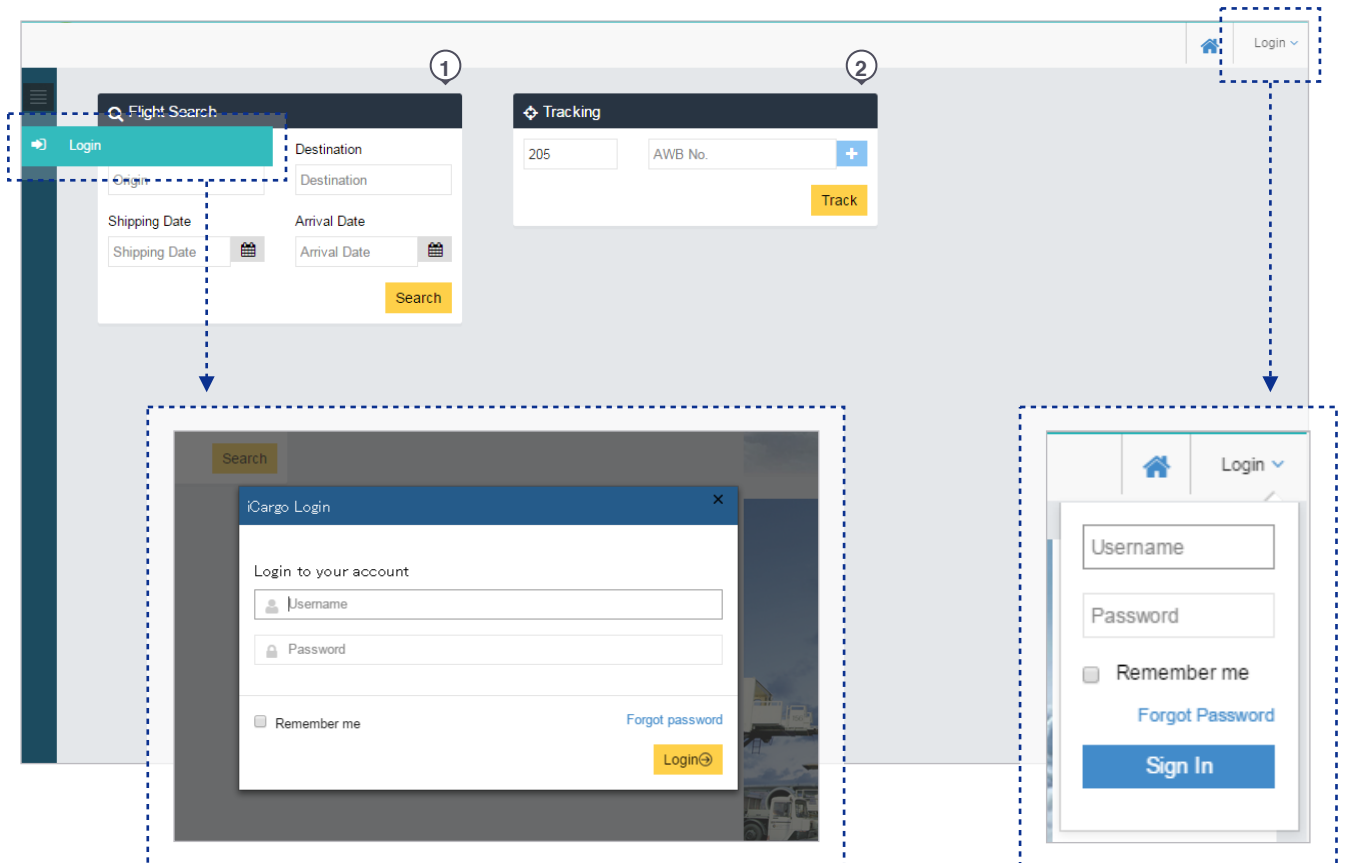 Login
1
2
Flight Search
Tracking
Login
Destination
205
AWB No.
Origin
Destination
Track
Shipping Date
Arrival Date
Shipping Date
Arrival Date
Search
Search
iCargo Login
×
Login to your account
Username
Password
Remember me
Forgot password
Login
Login
Username
Password
Remember me
Forgot Password
Sign In